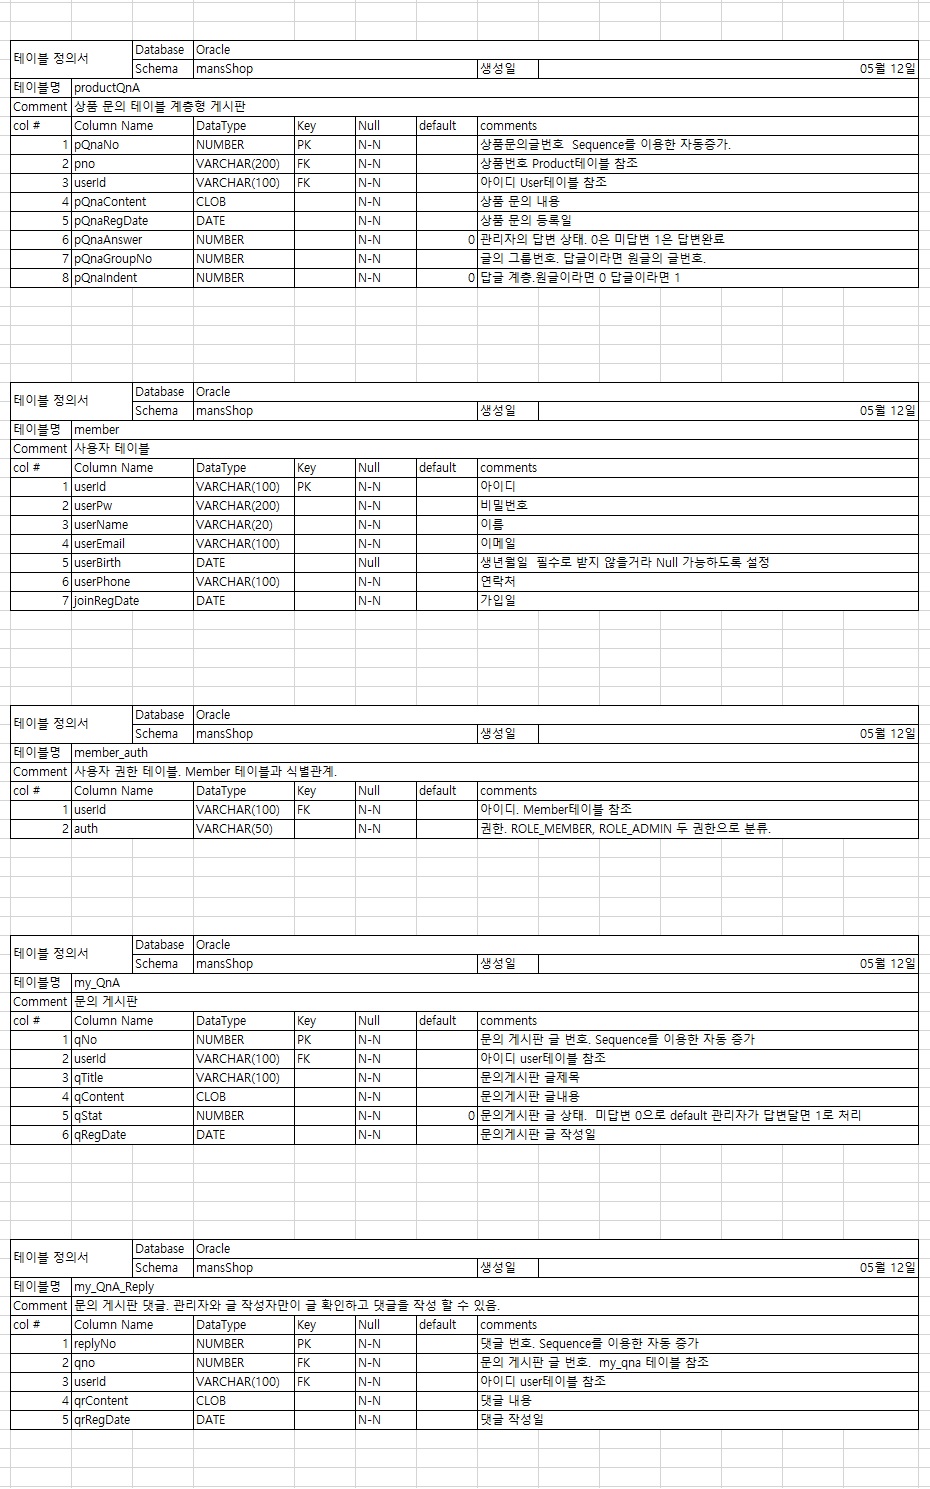 테이블 정의서 Database Oracle
Schema mansShop 생성일 05월 12일
테이블명 productQnA
Comment 상품 문의 테이블 계층형 게시판
col # Column Name DataType Key Null default comments
1 pQnaNo NUMBER PK N-N 상품문의글번호 Sequence를 이용한 자동증가.
2 pno VARCHAR(200) FK N-N 상품번호 Product테이블 참조
3 userId VARCHAR(100) FK N-N 아이디 User테이블 참조
4 pQnaContent CLOB N-N 상품 문의 내용
5 pQnaRegDate DATE N-N 상품 문의 등록일
6 pQnaAnswer NUMBER N-N 0 관리자의 답변 상태. 0은 미답변 1은 답변완료
7 pQnaGroupNo NUMBER N-N 글의 그룹번호. 답글이라면 원글의 글번호.
8 pQnaIndent NUMBER N-N 0 답글 계층.원글이라면 0 답글이라면 1
테이블 정의서 Database Oracle
Schema mansShop 생성일 05월 12일
테이블명 member
Comment 사용자 테이블
col # Column Name DataType Key Null default comments
1 userId VARCHAR(100) PK N-N 아이디
2 userPw VARCHAR(200) N-N 비밀번호
3 userName VARCHAR(20) N-N 이름
4 userEmail VARCHAR(100) N-N 이메일
5 userBirth DATE Null 생년월일 필수로 받지 않을거라 Null 가능하도록 설정
6 userPhone VARCHAR(100) N-N 연락처
7 joinRegDate DATE N-N 가입일
테이블 정의서 Database Oracle
Schema mansShop 생성일 05월 12일
테이블명 member_auth
Comment 사용자 권한 테이블. Member 테이블과 식별관계.
col # Column Name DataType Key Null default comments
1 userId VARCHAR(100) FK N-N 아이디. Member테이블 참조
2 auth VARCHAR(50) N-N 권한. ROLE_MEMBER, ROLE_ADMIN 두 권한으로 분류.
테이블 정의서 Database Oracle
Schema mansShop 생성일 05월 12일
테이블명 my_QnA
Comment 문의 게시판
col # Column Name DataType Key Null default comments
1 qNo NUMBER PK N-N 문의 게시판 글 번호. Sequence를 이용한 자동 증가
2 userId VARCHAR(100) FK N-N 아이디 user테이블 참조
3 qTitle VARCHAR(100) N-N 문의게시판 글제목
4 qContent CLOB N-N 문의게시판 글내용
5 qStat NUMBER N-N 0 문의게시판 글 상태. 미답변 0으로 default 관리자가 답변달면 1로 처리
6 qRegDate DATE N-N 문의게시판 글 작성일
테이블 정의서 Database Oracle
Schema mansShop 생성일 05월 12일
테이블명 my_QnA_Reply
Comment 문의 게시판 댓글. 관리자와 글 작성자만이 글 확인하고 댓글을 작성 할 수 있음.
col # Column Name DataType Key Null default comments
1 replyNo NUMBER PK N-N 댓글 번호. Sequence를 이용한 자동 증가
2 qno NUMBER FK N-N 문의 게시판 글 번호. my_qna 테이블 참조
3 userId VARCHAR(100) FK N-N 아이디 user테이블 참조
4 qrContent CLOB N-N 댓글 내용
5 qrRegDate DATE N-N 댓글 작성일